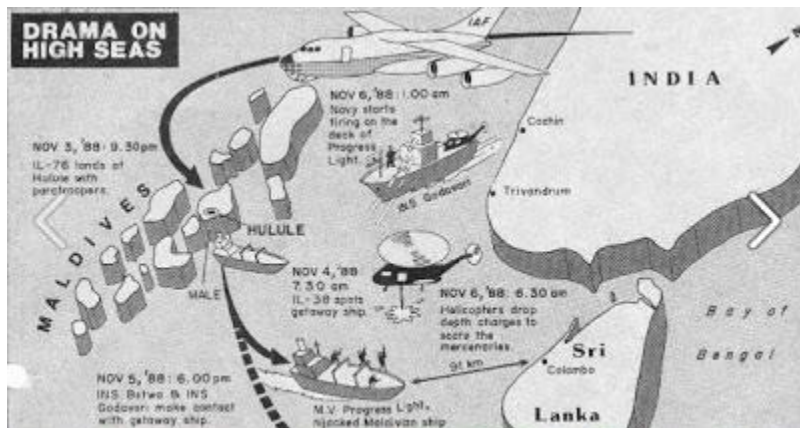 DRAMA ON
HIGH SEAS
IAF
INDIA
Cochin
Trivandrum
NOV 3, '88: 9.30pm
IL-76 lands at
Hulule with
paratroopers.
NOV 6, '88: 1.00 am
Navy starts
firing on the
deck of
Progress
Light.
INS Godavari
MALDIVES
HULULE
MALE
NOV 4, '88
7.30 am
IL-38 spots
getaway ship.
NOV 6, '88: 6.30 am
Helicopters drop
depth charges to
scare the
mercenaries.
NOV 5, '88: 6.00pm
INS Betwa & INS
Godavari make contact
with getaway ship.
M.V. Progress Light,
hijacked Maldivian ship
91 km
Colombo
Sri
Lanka
Bay of
Bengal